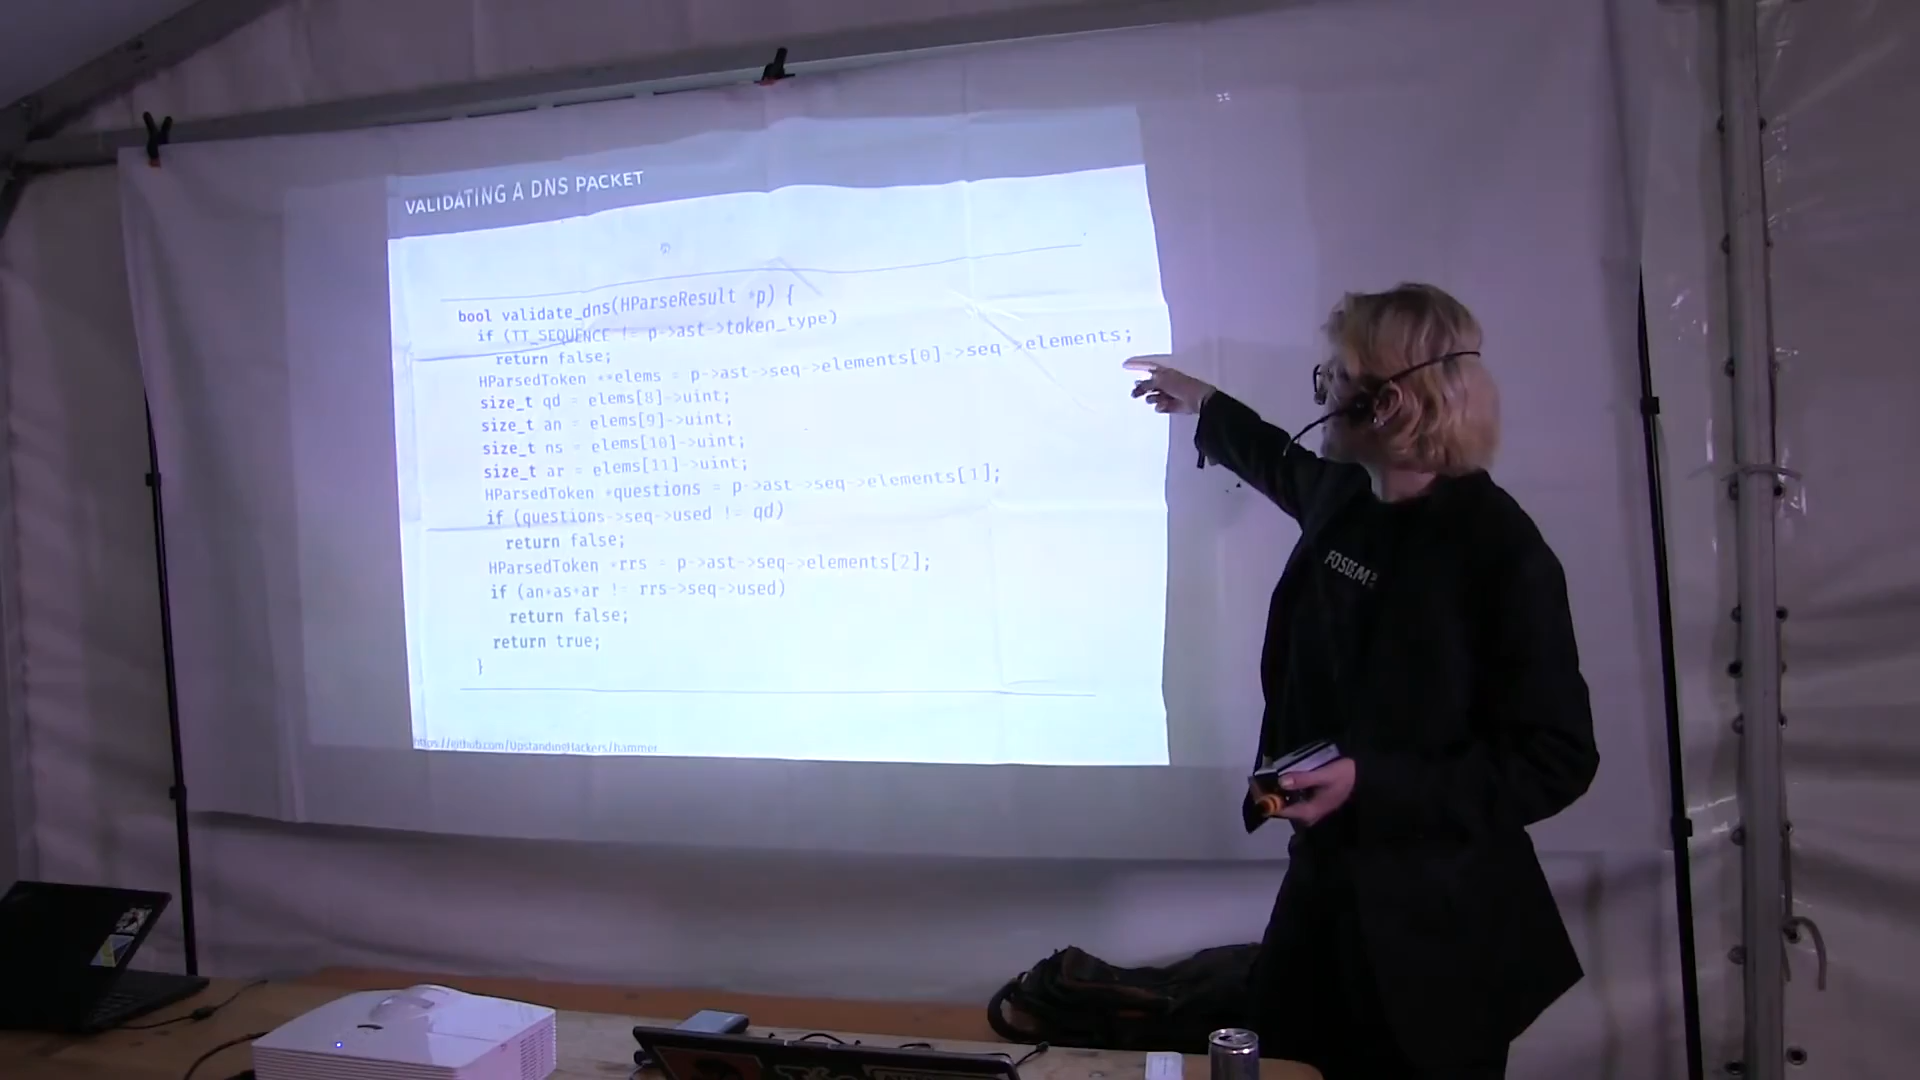 VALIDATING A DNS PACKET
bool validate_dns(HParseResult *p) {
if (TT_SEQUENCE != p->ast->token_type)
return false;
HParsedToken **elems = p->ast->seq->elements[0]->seq->elements;
size_t qd = elems[8]->uint;
size_t an = elems[9]->uint;
size_t ns = elems[10]->uint;
size_t ar = elems[11]->uint;
HParsedToken *questions = p->ast->seq->elements[1];
if (questions->seq->used != qd)
return false;
HParsedToken *rrs = p->ast->seq->elements[2];
if (an+as+ar != rrs->seq->used)
return false;
return true;
}
https://github.com/UpstandingHackers/hammer
FOSDEM